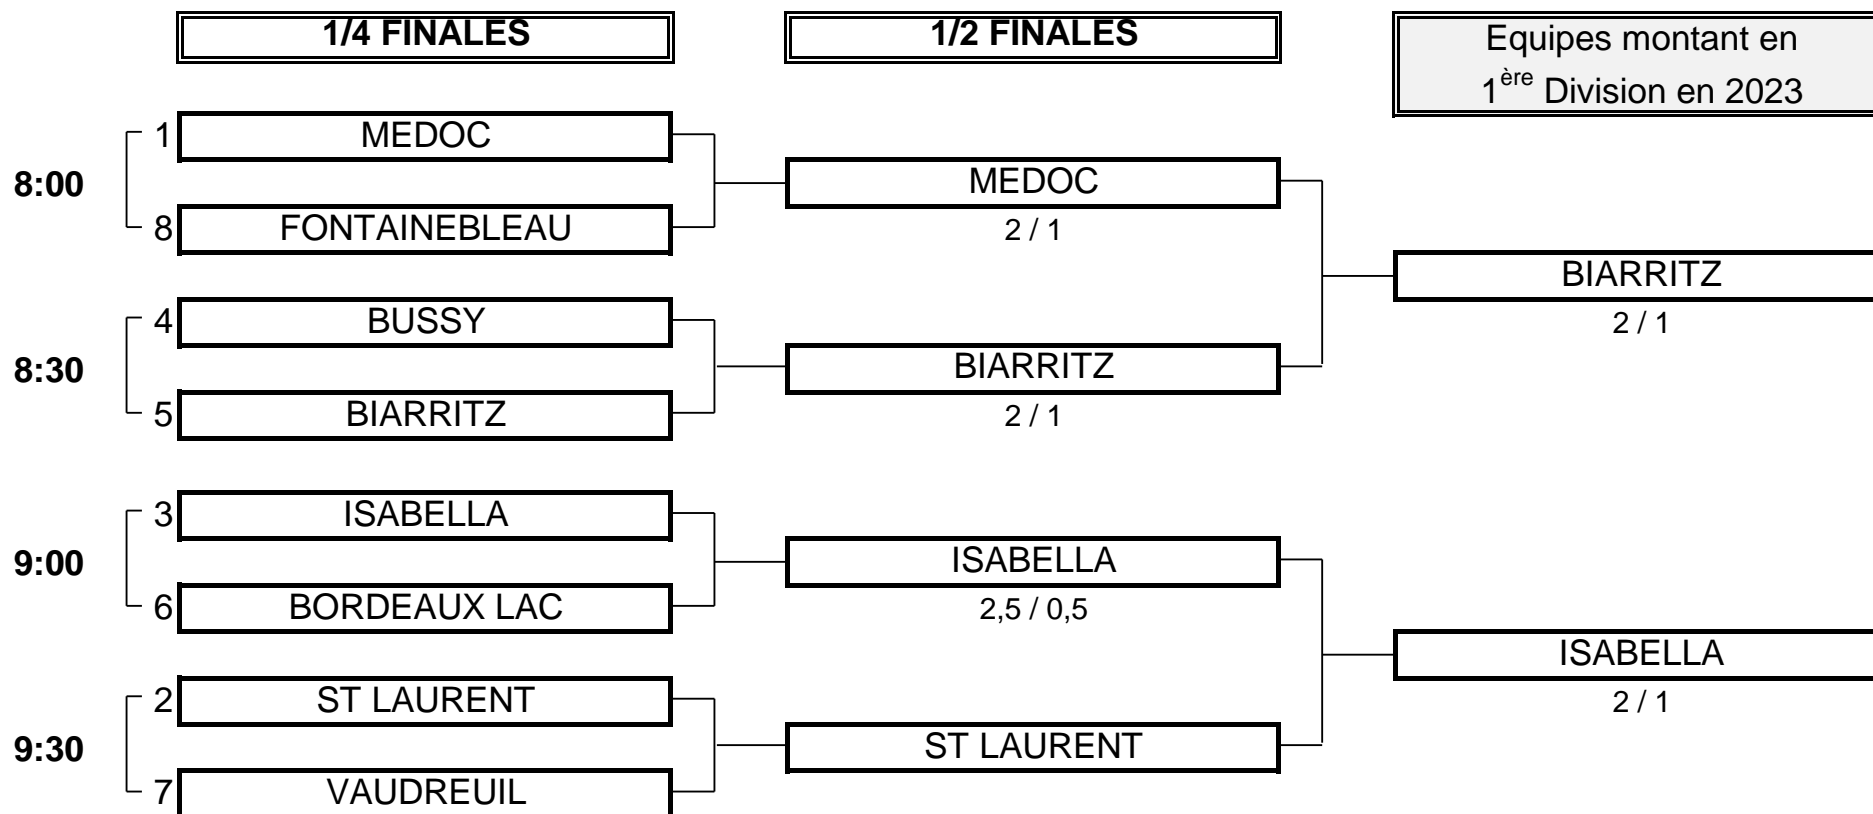 1/4 FINALES
1/2 FINALES
Equipes montant en
1ère Division en 2023
8:00
1 MEDOC
8 FONTAINEBLEAU
MEDOC
2 / 1
8:30
4 BUSSY
5 BIARRITZ
BIARRITZ
2 / 1
BIARRITZ
2 / 1
9:00
3 ISABELLA
6 BORDEAUX LAC
ISABELLA
2,5 / 0,5
9:30
2 ST LAURENT
7 VAUDREUIL
ST LAURENT
ISABELLA
2 / 1